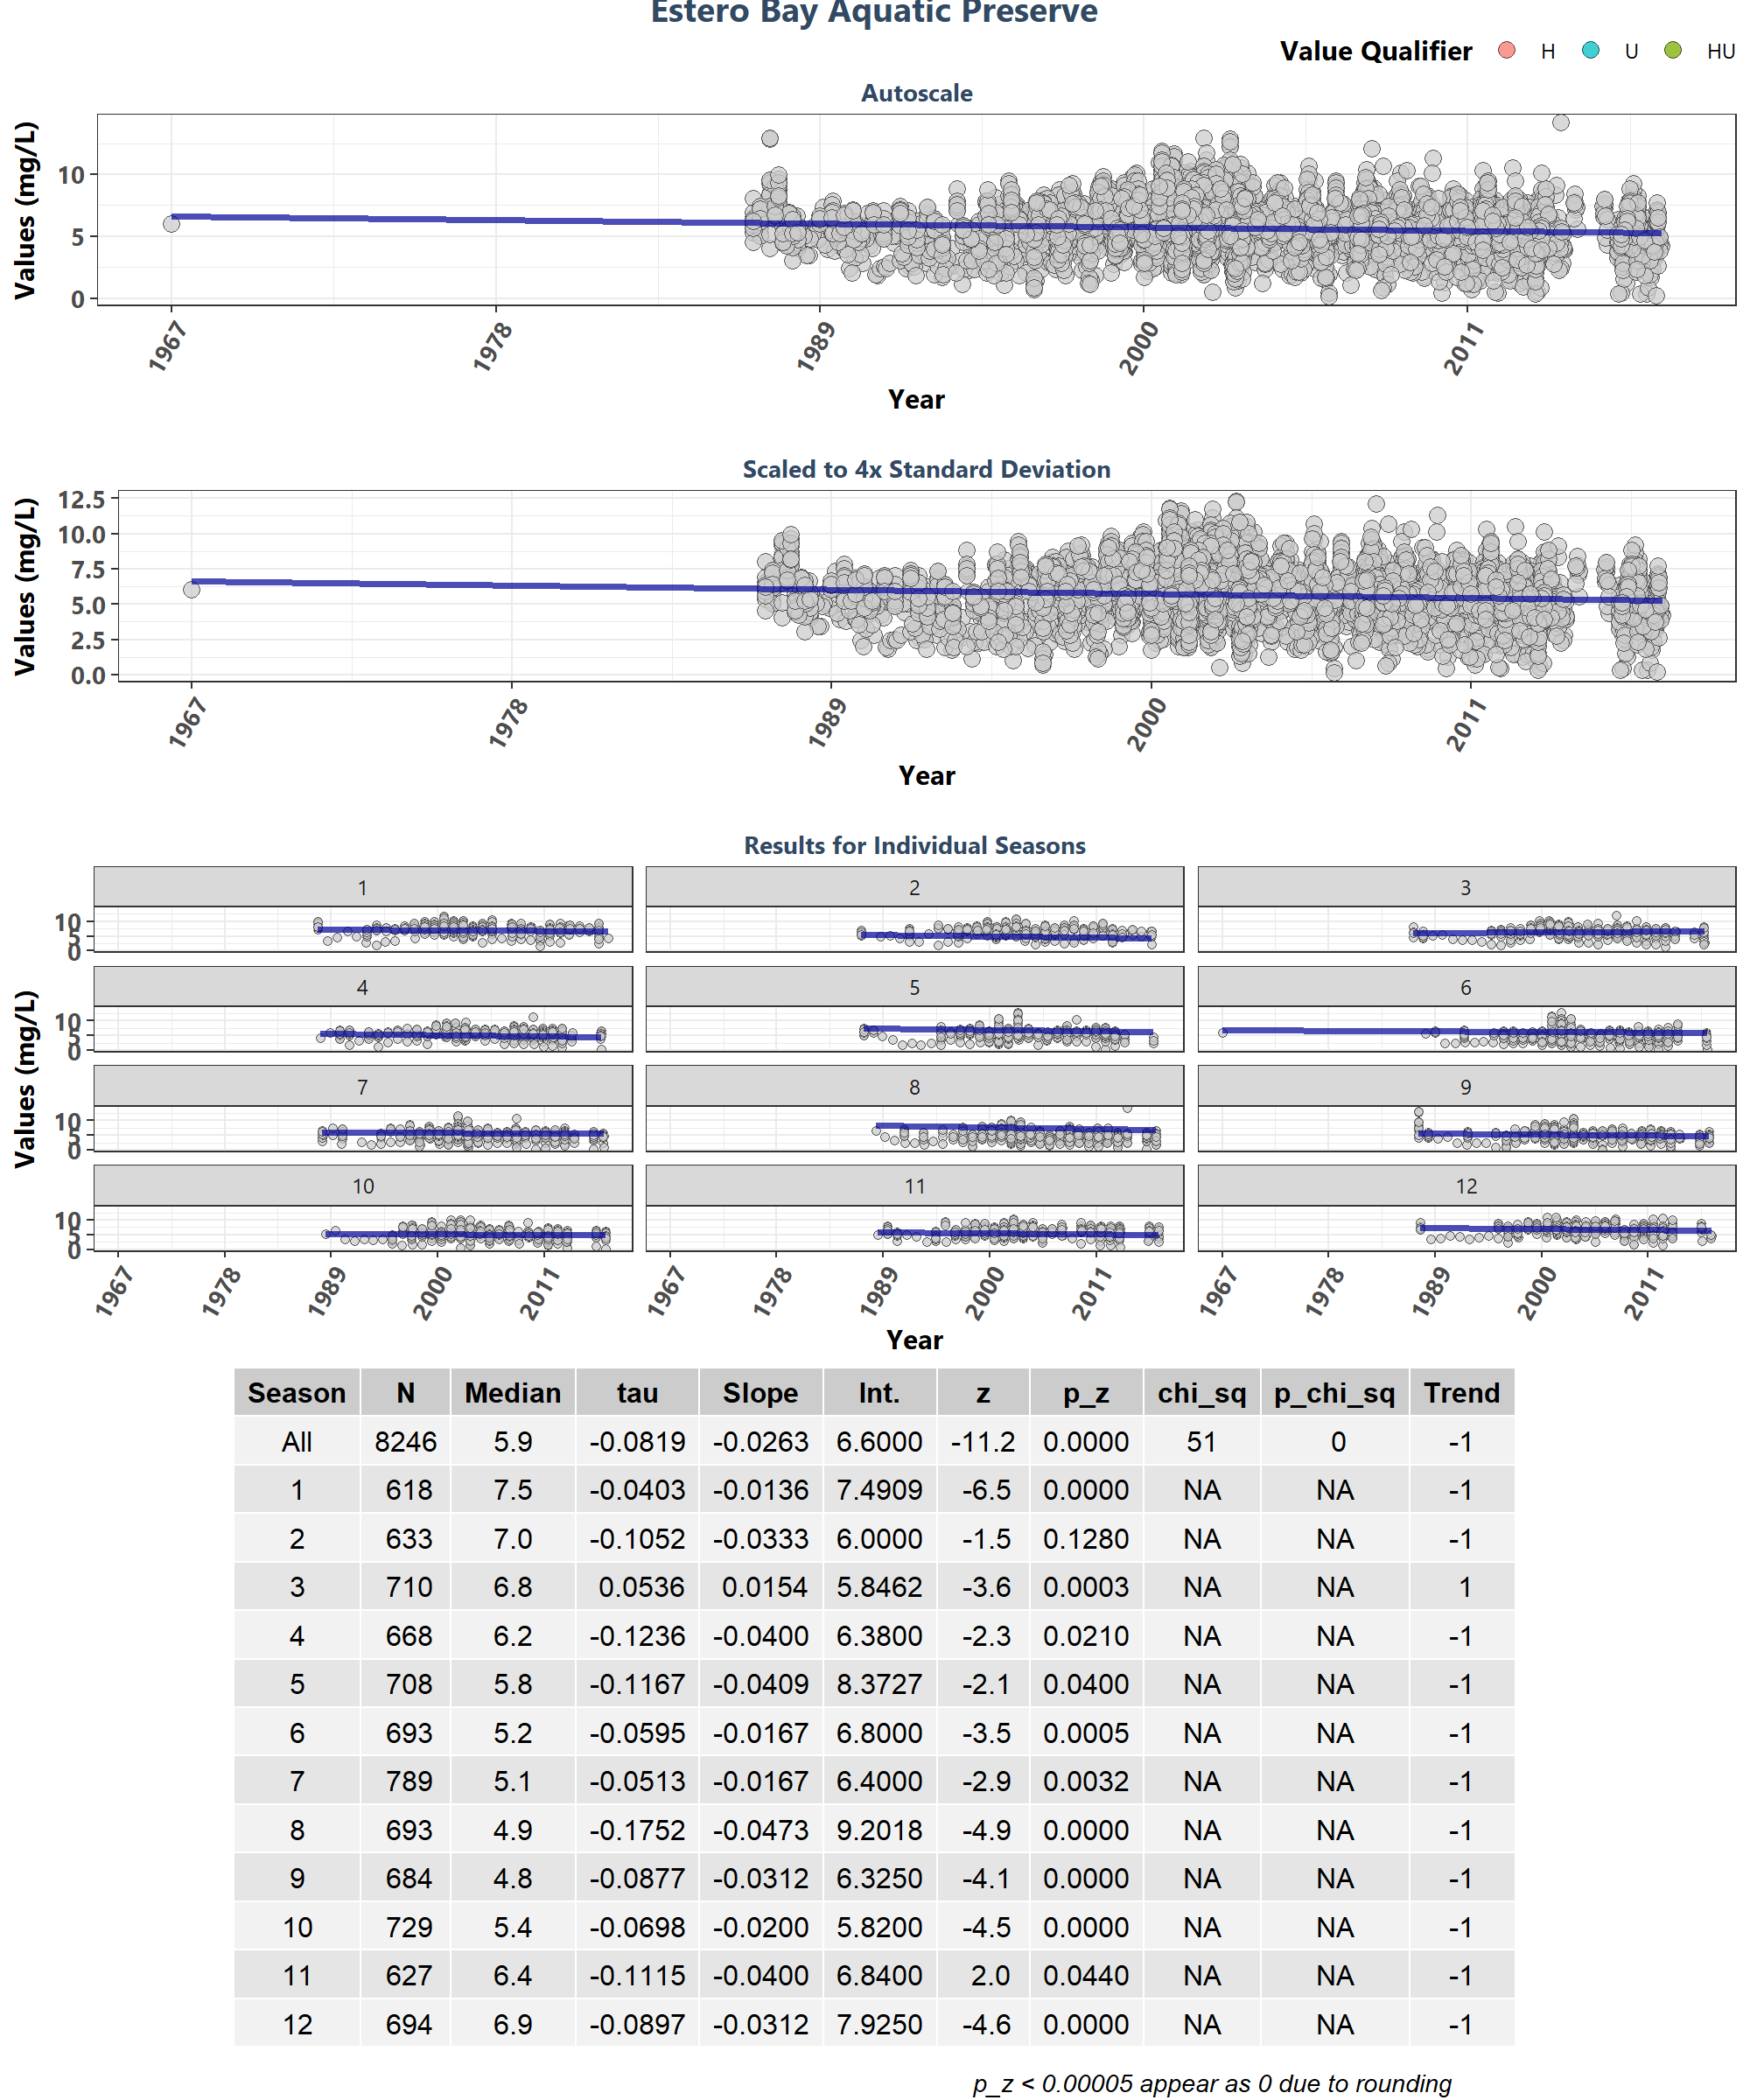 Estero Bay Aquatic Preserve
Value Qualifier H U HU
Autoscale
Values (mg/L)
10
5
0
1967 1978 1989 2000 2011
Year
Scaled to 4x Standard Deviation
Values (mg/L)
12.5
10.0
7.5
5.0
2.5
0.0
1967 1978 1989 2000 2011
Year
Results for Individual Seasons
Values (mg/L)
1 2 3
10
5
0
4 5 6
10
5
0
7 8 9
10
5
0
10 11 12
10
5
0
1967 1978 1989 2000 2011 1967 1978 1989 2000 2011 1967 1978 1989 2000 2011
Year
Season N Median tau Slope Int. z p_z chi_sq p_chi_sq Trend
All 8246 5.9 -0.0819 -0.0263 6.6000 -11.2 0.0000 51 0 -1
1 618 7.5 -0.0403 -0.0136 7.4909 -6.5 0.0000 NA NA -1
2 633 7.0 -0.1052 -0.0333 6.0000 -1.5 0.1280 NA NA -1
3 710 6.8 0.0536 0.0154 5.8462 -3.6 0.0003 NA NA 1
4 668 6.2 -0.1236 -0.0400 6.3800 -2.3 0.0210 NA NA -1
5 708 5.8 -0.1167 -0.0409 8.3727 -2.1 0.0400 NA NA -1
6 693 5.2 -0.0595 -0.0167 6.8000 -3.5 0.0005 NA NA -1
7 789 5.1 -0.0513 -0.0167 6.4000 -2.9 0.0032 NA NA -1
8 693 4.9 -0.1752 -0.0473 9.2018 -4.9 0.0000 NA NA -1
9 684 4.8 -0.0877 -0.0312 6.3250 -4.1 0.0000 NA NA -1
10 729 5.4 -0.0698 -0.0200 5.8200 -4.5 0.0000 NA NA -1
11 627 6.4 -0.1115 -0.0400 6.8400 2.0 0.0440 NA NA -1
12 694 6.9 -0.0897 -0.0312 7.9250 -4.6 0.0000 NA NA -1
p_z < 0.00005 appear as 0 due to rounding